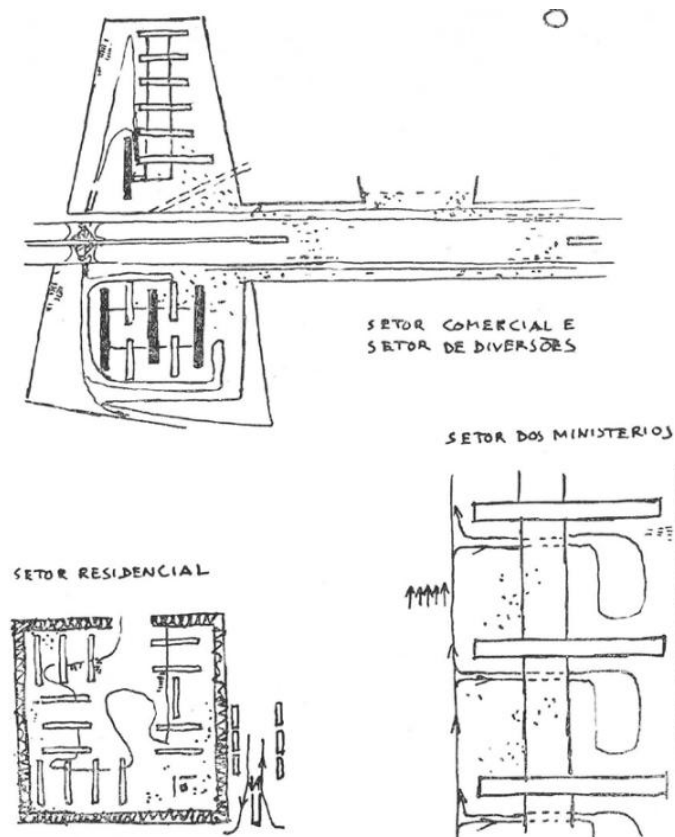 SETOR COMERCIAL E
SETOR DE DIVERSÕES
SETOR DOS MINISTERIOS
SETOR RESIDENCIAL